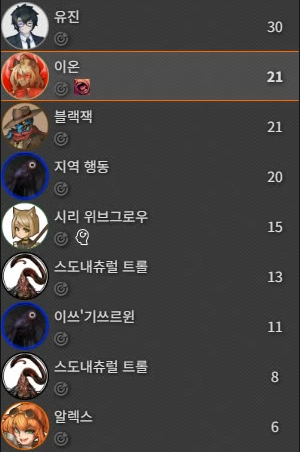 유진 30
이온 21
블랙잭 21
지역 행동 20
시리 위브그로우 15
스도내츄럴 트롤 13
이쓰'기쓰르윈 11
스도내츄럴 트롤 8
알렉스 6